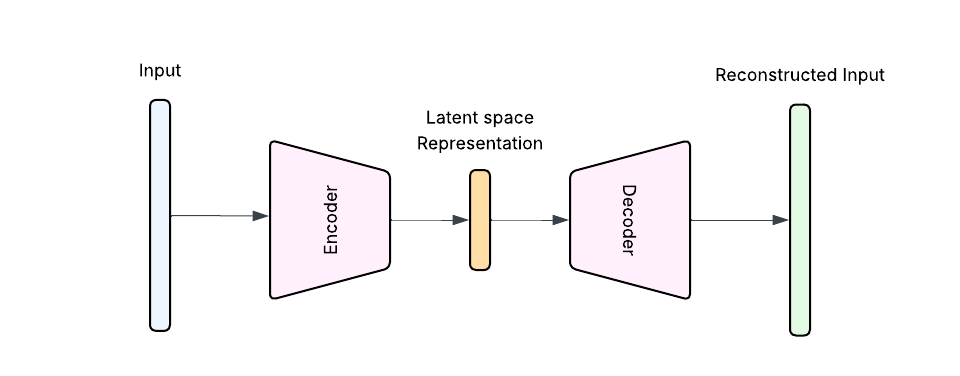 Input
Reconstructed Input
Latent space
Representation
Encoder
Decoder